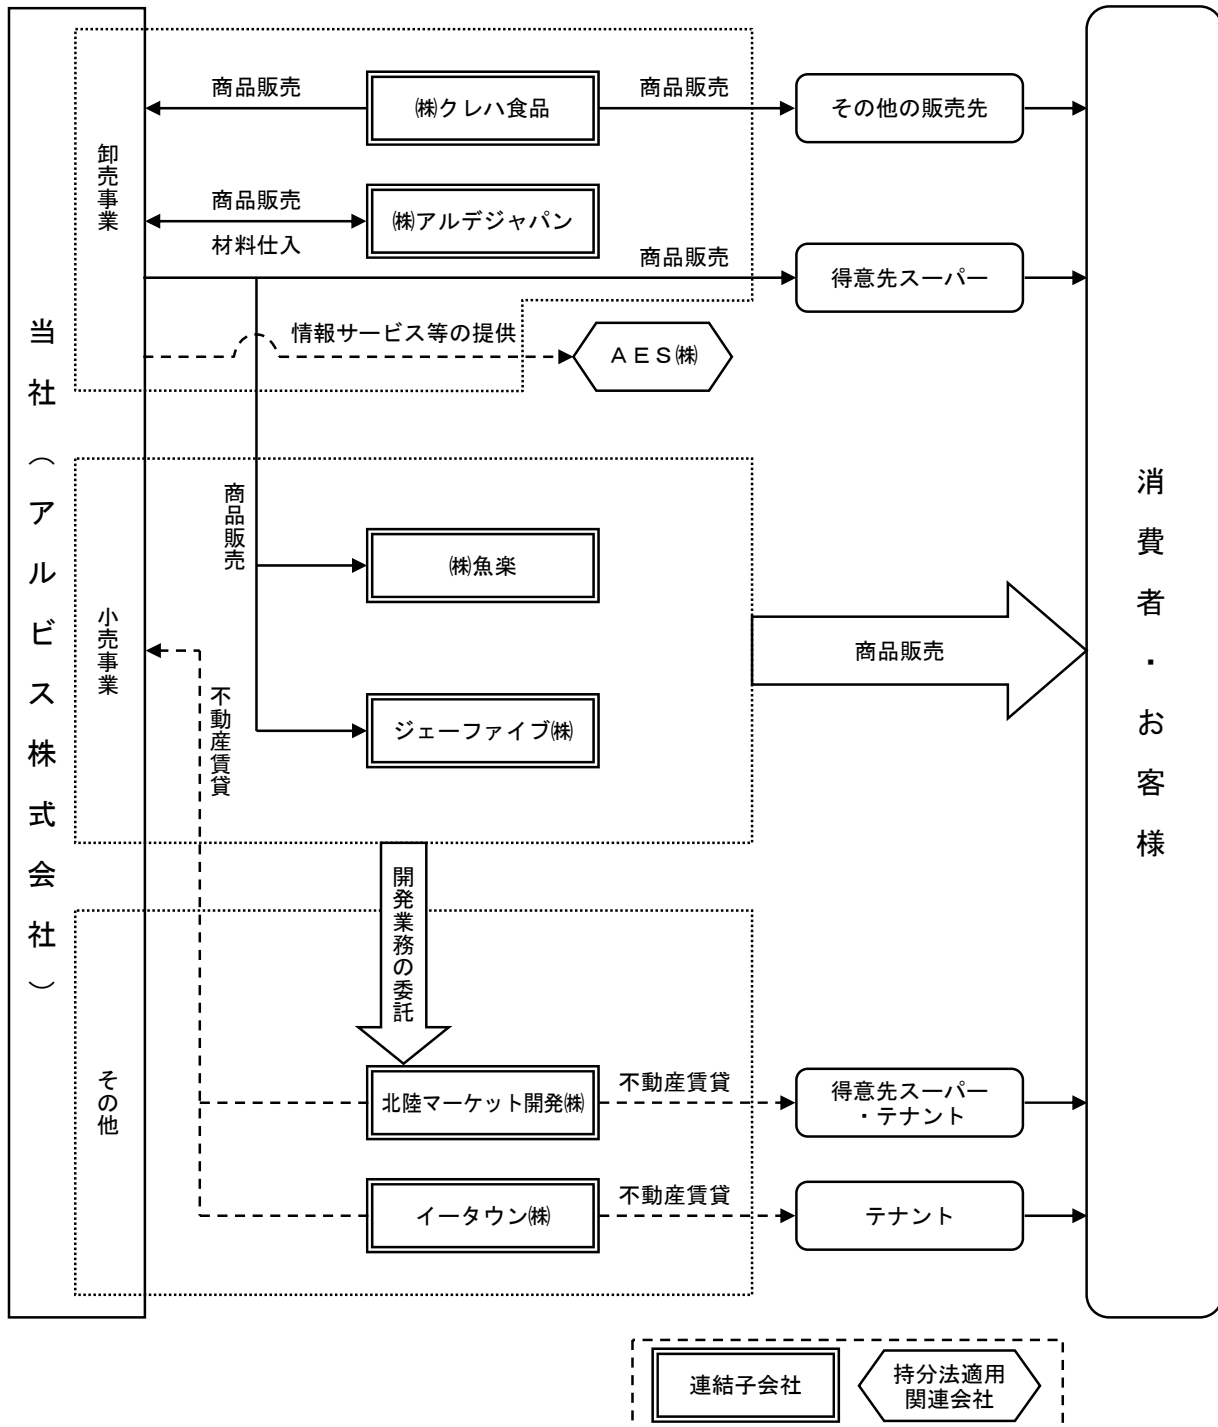 当社（アルビス株式会社）
卸売事業
商品販売
㈱クレハ食品
商品販売
その他の販売先
商品販売
材料仕入
㈱アルデジャパン
商品販売
得意先スーパー
情報サービス等の提供
ＡＥＳ㈱
小売事業
商品販売
㈱魚楽
ジェーファイブ㈱
不動産賃貸
商品販売
消費者・お客様
開発業務の委託
その他
北陸マーケット開発㈱
不動産賃貸
得意先スーパー
・テナント
イータウン㈱
不動産賃貸
テナント
連結子会社
持分法適用
関連会社